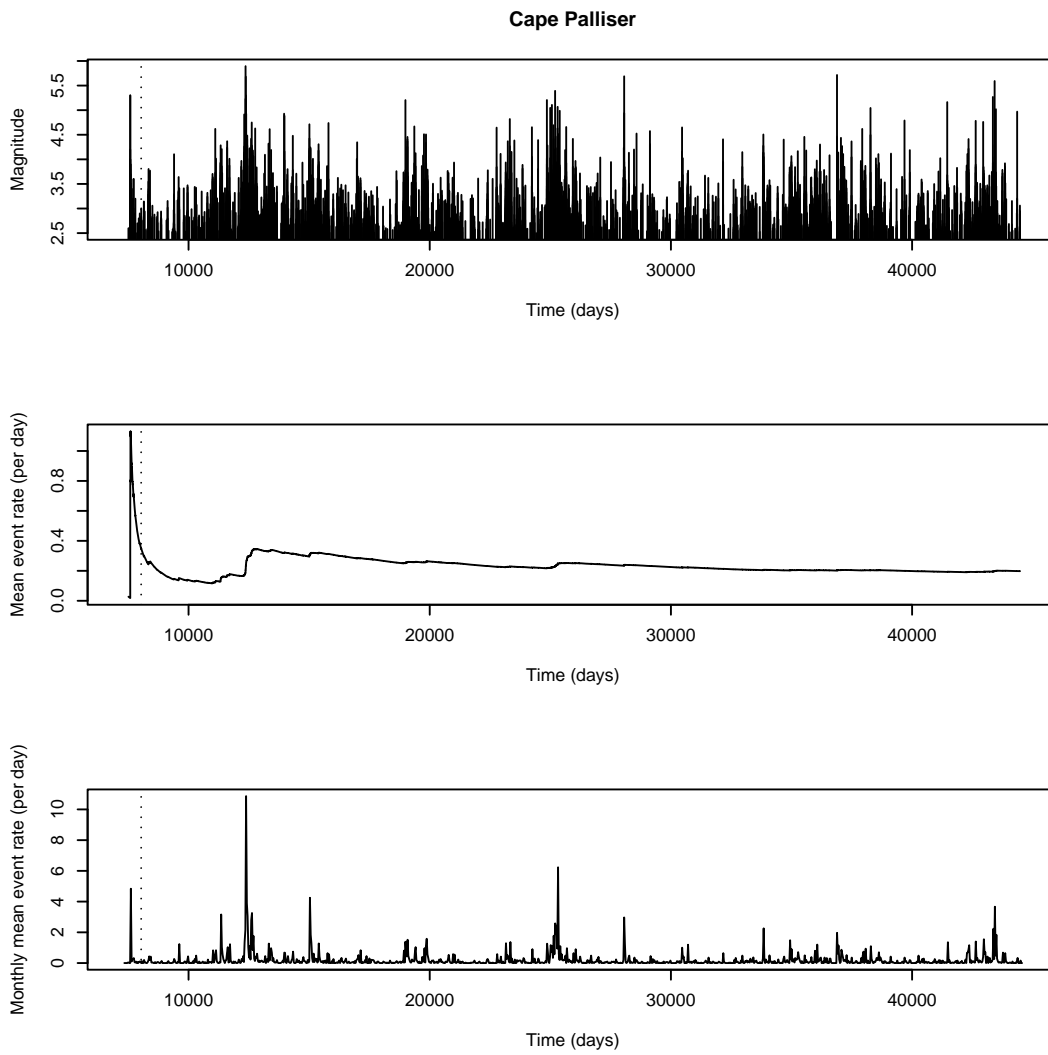 Cape Palliser
Magnitude
5.5
4.5
3.5
2.5
10000 20000 30000 40000
Time (days)
Mean event rate (per day)
0.8
0.4
0.0
10000 20000 30000 40000
Time (days)
Monthly mean event rate (per day)
10
8
6
4
2
0
10000 20000 30000 40000
Time (days)